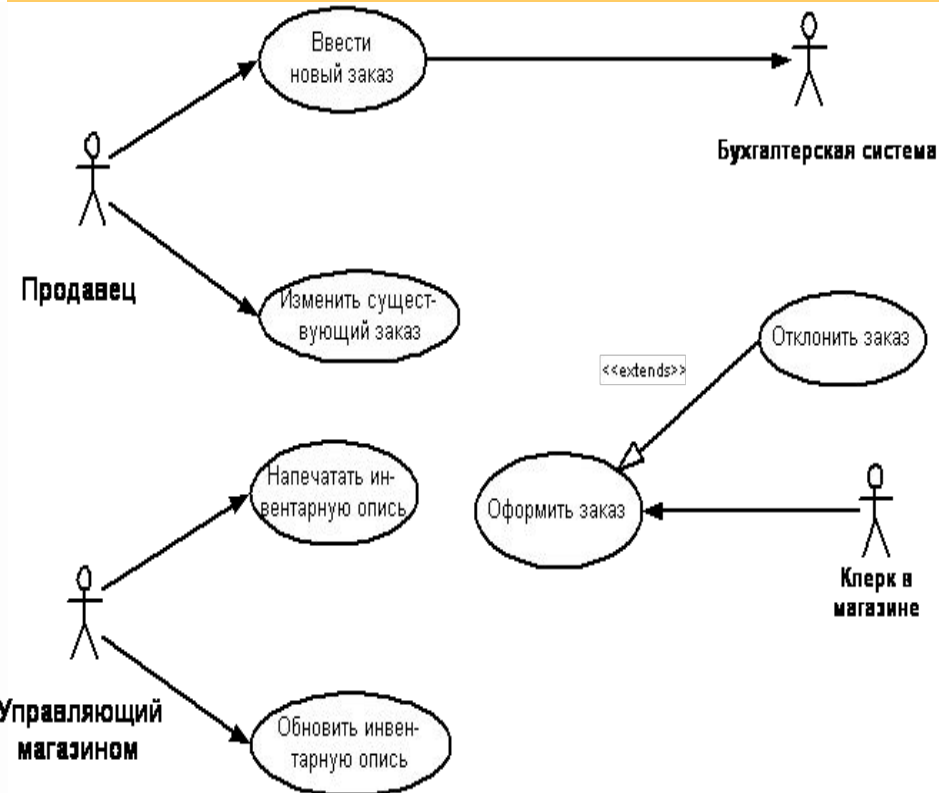 Ввести
новый заказ
Бухгалтерская система
Продавец
Изменить сущест-
вующий заказ
Отклонить заказ
<<extends>>
Напечатать ин-
вентарную опись
Оформить заказ
Клерк в
магазине
Управляющий
магазином
Обновить инвен-
тарную опись